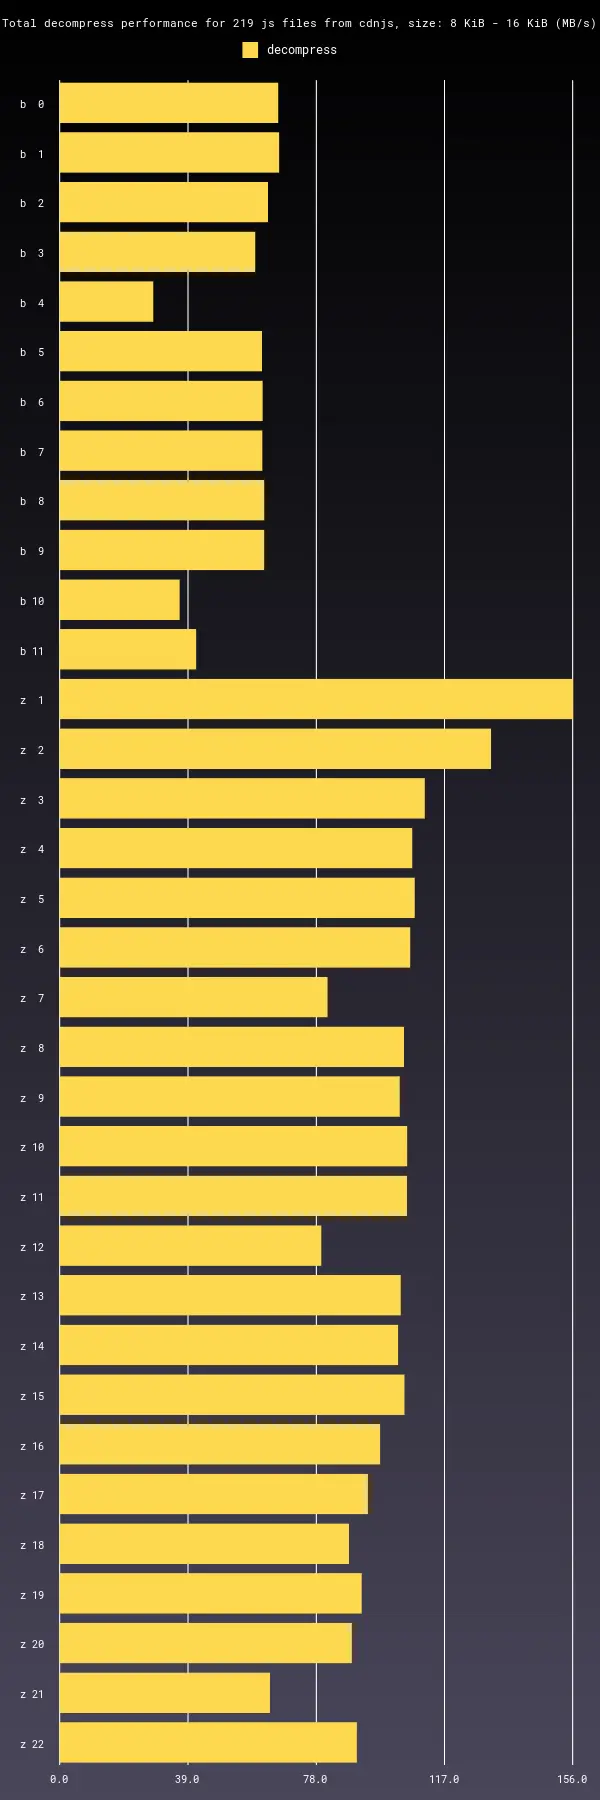 Total decompress performance for 219 js files from cdnjs, size: 8 KiB - 16 KiB (MB/s)
decompress
b 0
b 1
b 2
b 3
b 4
b 5
b 6
b 7
b 8
b 9
b 10
b 11
z 1
z 2
z 3
z 4
z 5
z 6
z 7
z 8
z 9
z 10
z 11
z 12
z 13
z 14
z 15
z 16
z 17
z 18
z 19
z 20
z 21
z 22
0.0 39.0 78.0 117.0 156.0